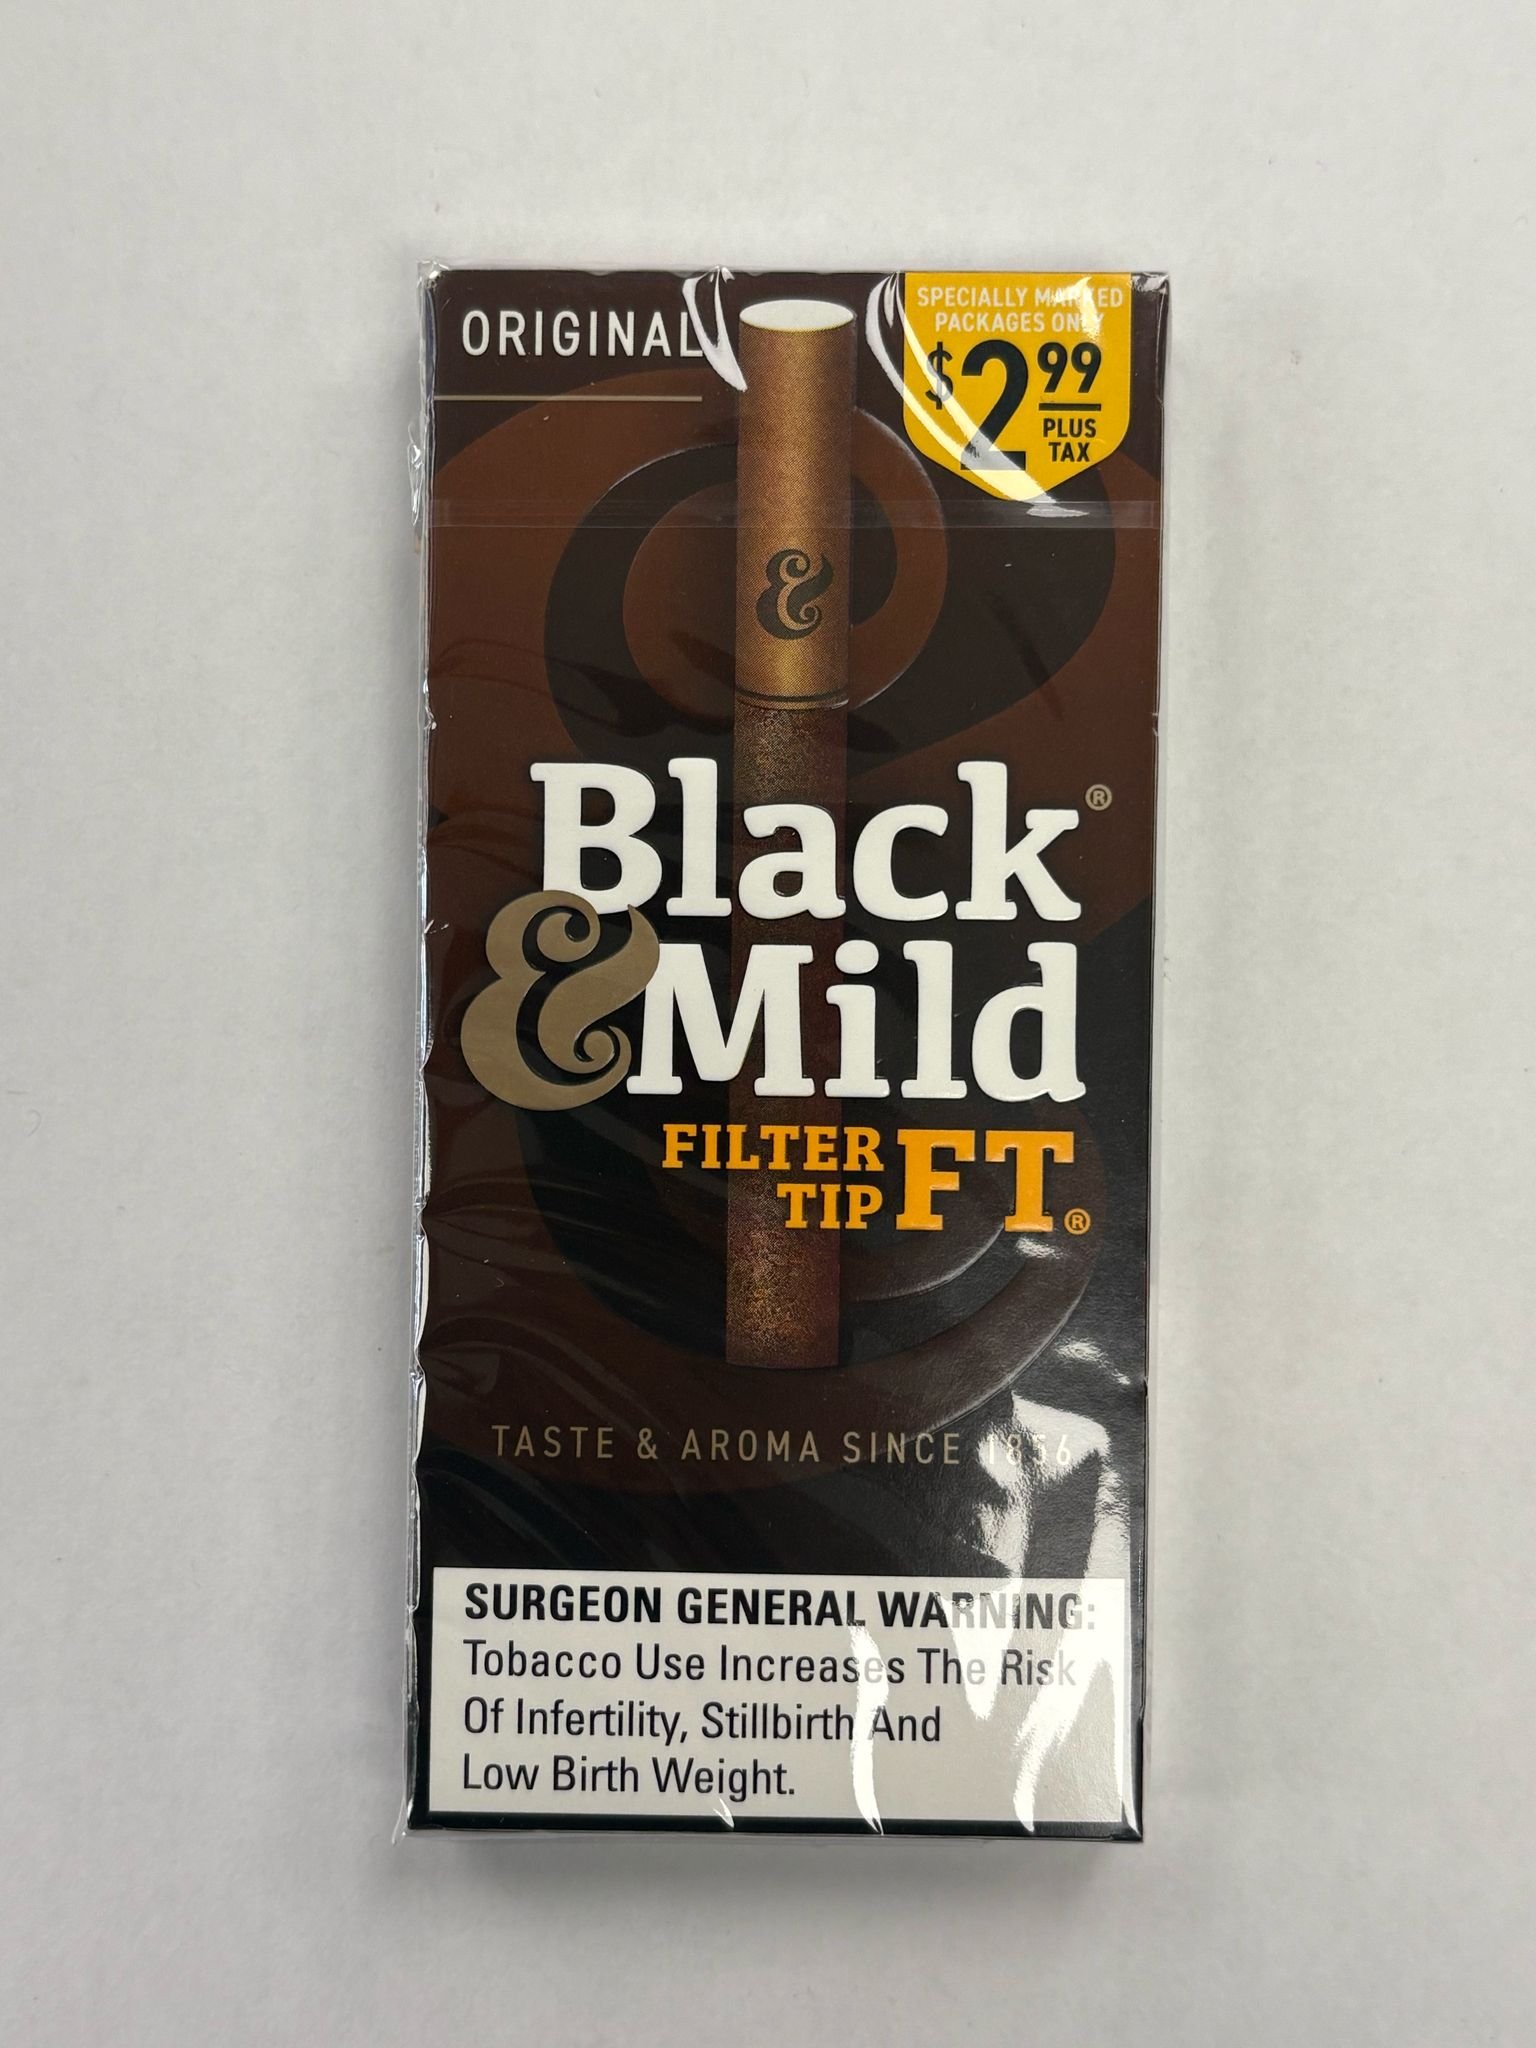 ORIGINAL
SPECIALLY MARKED
PACKAGES ONLY
$2.99
PLUS
TAX
&
Black®
&Mild
FILTER
TIP FT®
TASTE & AROMA SINCE 1856
SURGEON GENERAL WARNING:
Tobacco Use Increases The Risk
Of Infertility, Stillbirth And
Low Birth Weight.